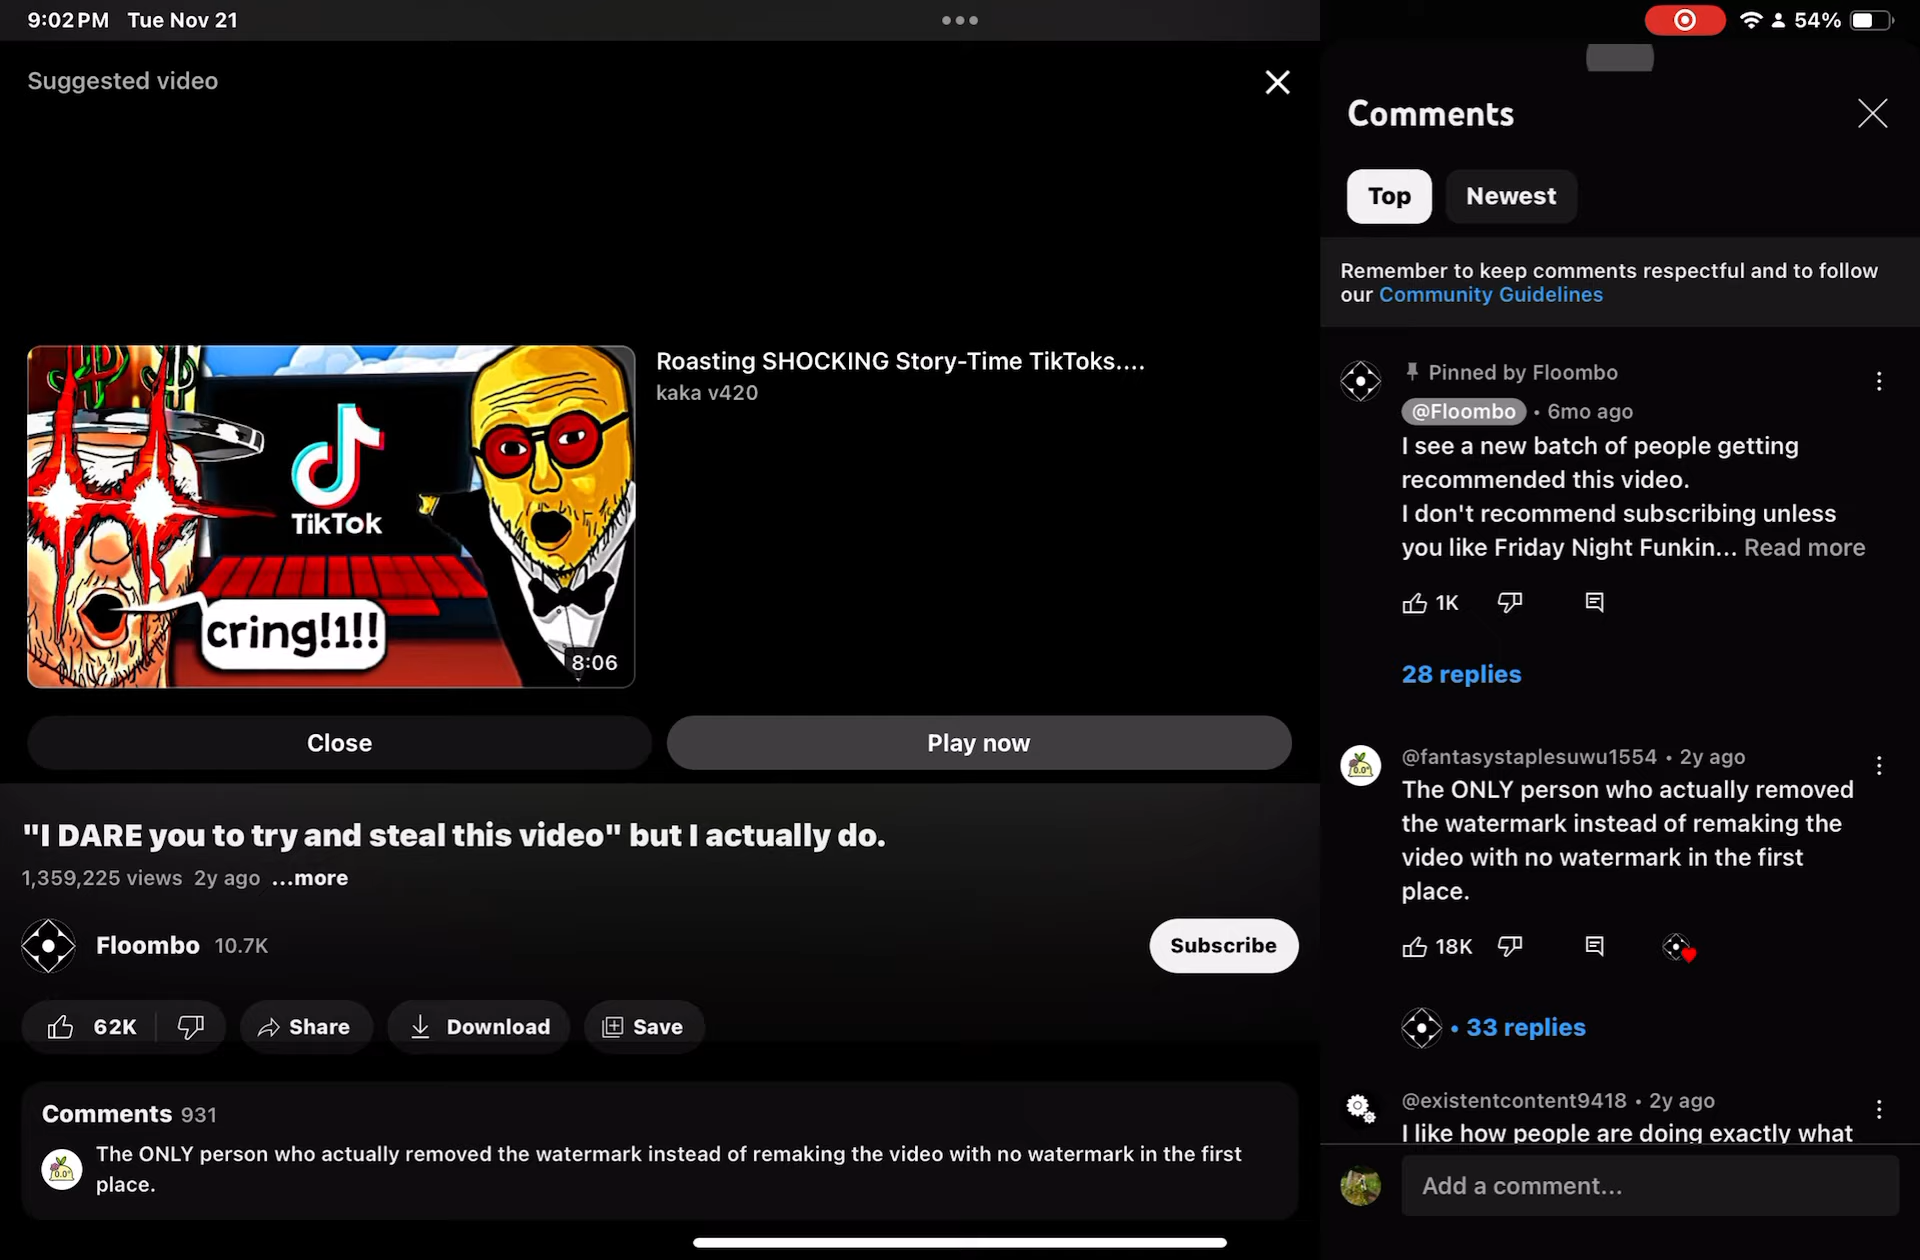 9:02 PM Tue Nov 21
54%
Suggested video
TikTok
cring!1!!
8:06
Roasting SHOCKING Story-Time TikToks....
kaka v420
Close
Play now
"I DARE you to try and steal this video" but I actually do.
1,359,225 views 2y ago ...more
Floombo 10.7K
Subscribe
62K
Share
Download
Save
Comments 931
The ONLY person who actually removed the watermark instead of remaking the video with no watermark in the first
place.
Comments
Top
Newest
Remember to keep comments respectful and to follow
our Community Guidelines
Pinned by Floombo
@Floombo • 6mo ago
I see a new batch of people getting
recommended this video.
I don't recommend subscribing unless
you like Friday Night Funkin... Read more
1K
28 replies
@fantasystaplesuwu1554 • 2y ago
The ONLY person who actually removed
the watermark instead of remaking the
video with no watermark in the first
place.
18K
• 33 replies
@existentcontent9418 • 2y ago
I like how people are doing exactly what
Add a comment...